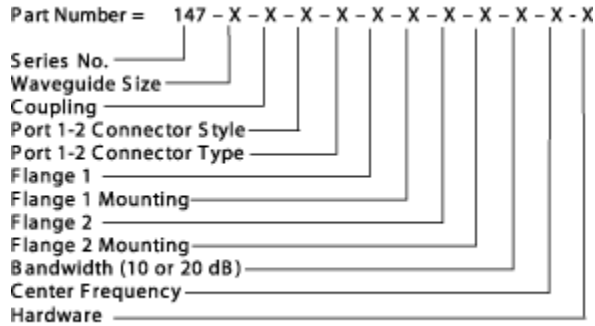 Part Number = 147 – X – X – X – X – X – X – X – X – X – X - X
Series No.
Waveguide Size
Coupling
Port 1-2 Connector Style
Port 1-2 Connector Type
Flange 1
Flange 1 Mounting
Flange 2
Flange 2 Mounting
Bandwidth (10 or 20 dB)
Center Frequency
Hardware